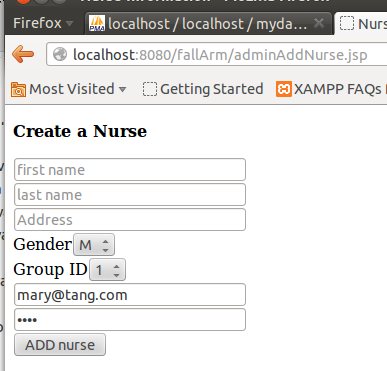 Firefox localhost / localhost / myda... Nurs
localhost:8080/fallArm/adminAddNurse.jsp
Most Visited Getting Started XAMPP FAQs f
Create a Nurse
first name
last name
Address
Gender M
Group ID 1
mary@tang.com
••••
ADD nurse